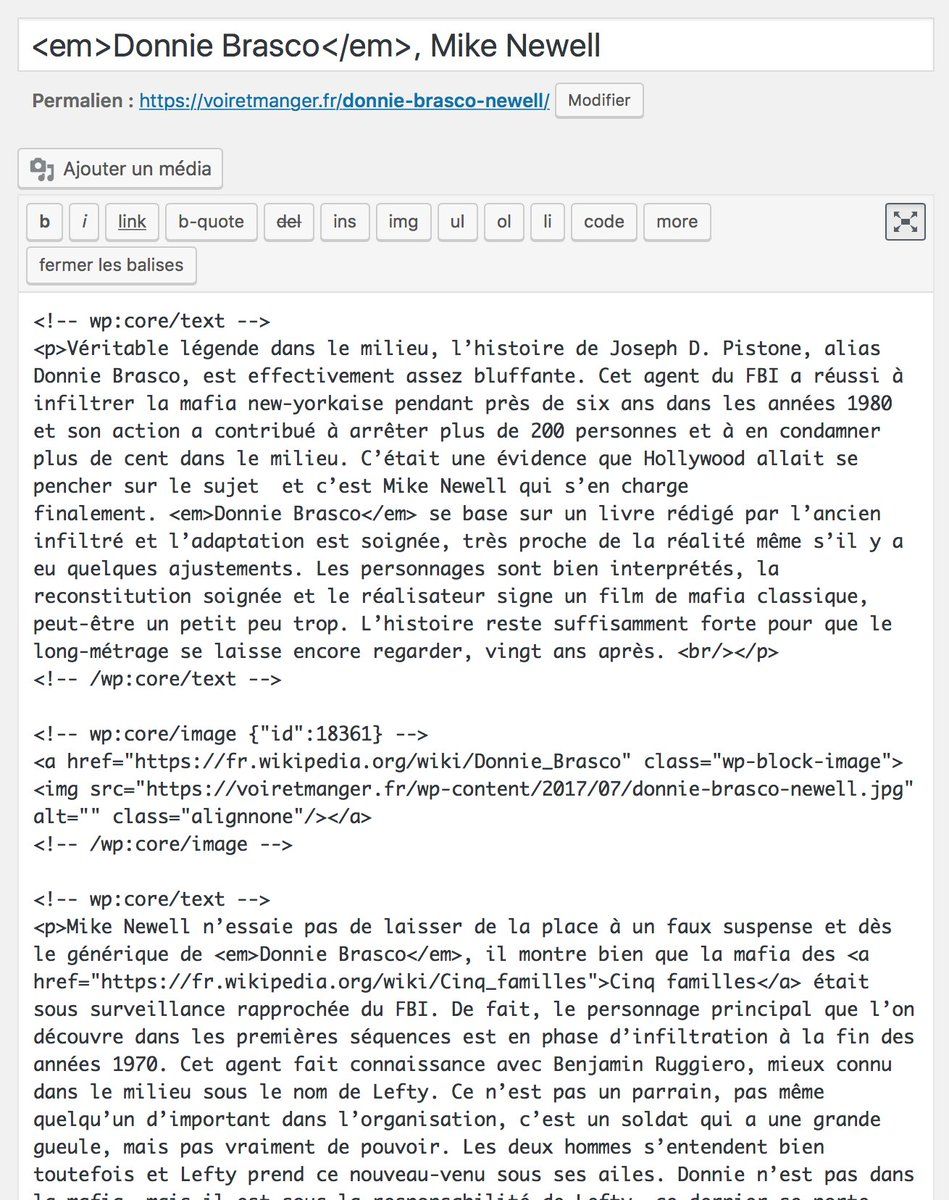 <em>Donnie Brasco</em>, Mike Newell
Permalien : https://voiretmanger.fr/donnie-brasco-newell/ Modifier
Ajouter un média
b i link b-quote del ins img ul ol li code more
fermer les balises
<!-- wp:core/text -->
<p>Véritable légende dans le milieu, l’histoire de Joseph D. Pistone, alias
Donnie Brasco, est effectivement assez bluffante. Cet agent du FBI a réussi à
infiltrer la mafia new-yorkaise pendant près de six ans dans les années 1980
et son action a contribué à arrêter plus de 200 personnes et à en condamner
plus de cent dans le milieu. C’était une évidence que Hollywood allait se
pencher sur le sujet  et c’est Mike Newell qui s’en charge
finalement. <em>Donnie Brasco</em> se base sur un livre rédigé par l’ancien
infiltré et l’adaptation est soignée, très proche de la réalité même s’il y a
eu quelques ajustements. Les personnages sont bien interprétés, la
reconstitution soignée et le réalisateur signe un film de mafia classique,
peut-être un petit peu trop. L’histoire reste suffisamment forte pour que le
long-métrage se laisse encore regarder, vingt ans après. <br/></p>
<!-- /wp:core/text -->
<!-- wp:core/image {"id":18361} -->
<a href="https://fr.wikipedia.org/wiki/Donnie_Brasco" class="wp-block-image">
<img src="https://voiretmanger.fr/wp-content/2017/07/donnie-brasco-newell.jpg"
alt="" class="alignnone"/></a>
<!-- /wp:core/image -->
<!-- wp:core/text -->
<p>Mike Newell n’essaie pas de laisser de la place à un faux suspense et dès
le générique de <em>Donnie Brasco</em>, il montre bien que la mafia des <a
href="https://fr.wikipedia.org/wiki/Cinq_familles">Cinq familles</a> était
sous surveillance rapprochée du FBI. De fait, le personnage principal que l’on
découvre dans les premières séquences est en phase d’infiltration à la fin des
années 1970. Cet agent fait connaissance avec Benjamin Ruggiero, mieux connu
dans le milieu sous le nom de Lefty. Ce n’est pas un parrain, pas même
quelqu’un d’important dans l’organisation, c’est un soldat qui a une grande
gueule, mais pas vraiment de pouvoir. Les deux hommes s’entendent bien
toutefois et Lefty prend ce nouveau-venu sous ses ailes. Donnie n’est pas dans
la mafia, mais il est sous la responsabilité de Lefty, ce dernier se porte